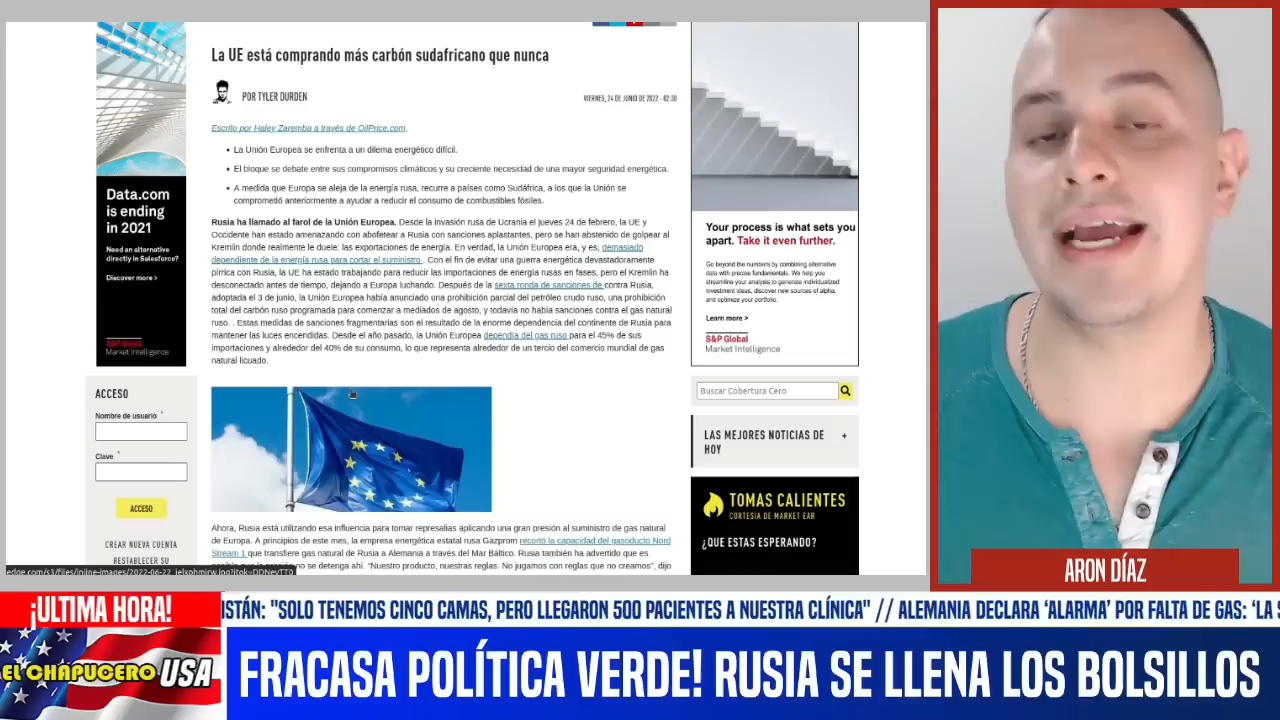 La UE está comprando más carbón sudafricano que nunca
POR TYLER DURDEN
VIERNES, 24 DE JUNIO DE 2022 - 02:30
Escrito por Haley Zaremba a través de OilPrice.com,
• La Unión Europea se enfrenta a un dilema energético difícil.
• El bloque se debate entre sus compromisos climáticos y su creciente necesidad de una mayor seguridad energética.
• A medida que Europa se aleja de la energía rusa, recurre a países como Sudáfrica, a los que la Unión se
comprometió anteriormente a ayudar a reducir el consumo de combustibles fósiles.
Rusia ha llamado al farol de la Unión Europea. Desde la invasión rusa de Ucrania el jueves 24 de febrero, la UE y
Occidente han estado amenazando con abofetear a Rusia con sanciones aplastantes, pero se han abstenido de golpear al
Kremlin donde realmente le duele: las exportaciones de energía. En verdad, la Unión Europea era, y es, demasiado
dependiente de la energía rusa para cortar el suministro . Con el fin de evitar una guerra energética devastadoramente
pírrica con Rusia, la UE ha estado trabajando para reducir las importaciones de energía rusas en fases, pero el Kremlin ha
desconectado antes de tiempo, dejando a Europa luchando. Después de la sexta ronda de sanciones de contra Rusia,
adoptada el 3 de junio, la Unión Europea había anunciado una prohibición parcial del petróleo crudo ruso, una prohibición
total del carbón ruso programada para comenzar a mediados de agosto, y todavía no había sanciones contra el gas natural
ruso. . Estas medidas de sanciones fragmentarias son el resultado de la enorme dependencia del continente de Rusia para
mantener las luces encendidas. Desde el año pasado, la Unión Europea dependía del gas ruso para el 45% de sus
importaciones y alrededor del 40% de su consumo, lo que representa alrededor de un tercio del comercio mundial de gas
natural licuado.
Ahora, Rusia está utilizando esa influencia para tomar represalias aplicando una gran presión al suministro de gas natural
de Europa. A principios de este mes, la empresa energética estatal rusa Gazprom recortó la capacidad del gasoducto Nord
Stream 1 que transfiere gas natural de Rusia a Alemania a través del Mar Báltico. Rusia también ha advertido que es
no se detenga ahí. "Nuestro producto, nuestras reglas. No jugamos con reglas que no creamos", dijo
Data.com
is ending
in 2021
Need an alternative
directly in Salesforce?
Discover more >
S&P Global
Market Intelligence
ACCESO
Nombre de usuario *
Clave *
ACCESO
CREAR NUEVA CUENTA
RESTABLECER SU
Your process is what sets you
apart. Take it even further.
Go beyond the numbers by combining alternative
data with precise fundamentals. We help you
streamline your analysis to generate individualized
investment ideas, discover new sources of alpha,
and optimize your portfolio.
Learn more >
S&P Global
Market Intelligence
Buscar Cobertura Cero
LAS MEJORES NOTICIAS DE
HOY
+
TOMAS CALIENTES
CORTESÍA DE MARKET EAR
¿QUE ESTAS ESPERANDO?
ARON DÍAZ
¡ULTIMA HORA!
ISTÁN: "SOLO TENEMOS CINCO CAMAS, PERO LLEGARON 500 PACIENTES A NUESTRA CLÍNICA" // ALEMANIA DECLARA 'ALARMA' POR FALTA DE GAS: 'LA S
EL CHAPUCERO USA
FRACASA POLÍTICA VERDE! RUSIA SE LLENA LOS BOLSILLOS